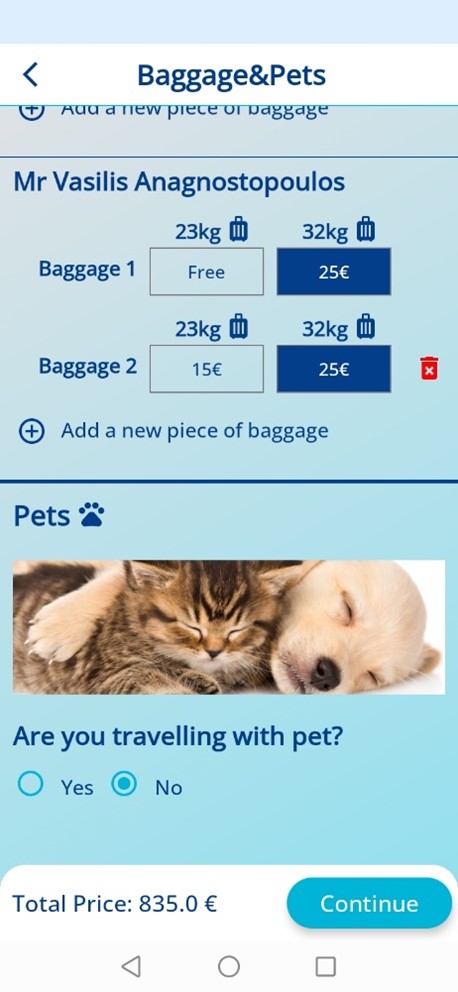 Baggage&Pets
Add a new piece of baggage
Mr Vasilis Anagnostopoulos
23kg 32kg
Baggage 1 Free 25€
23kg 32kg
Baggage 2 15€ 25€
Add a new piece of baggage
Pets
Are you travelling with pet?
Yes No
Total Price: 835.0 € Continue